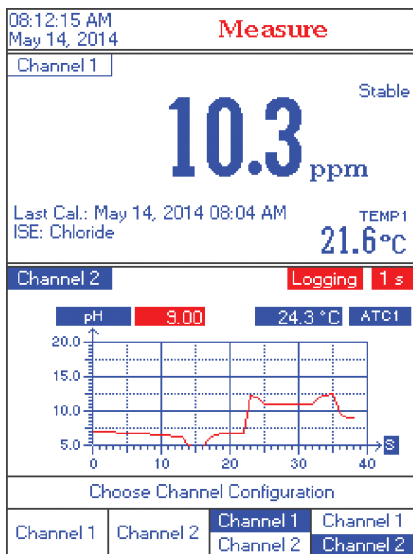 08:12:15 AM
May 14, 2014
Measure
Channel 1
Stable
10.3 ppm
Last Cal.: May 14, 2014 08:04 AM
ISE: Chloride
TEMP1
21.6°C
Channel 2
Logging 1 s
pH 9.00 24.3 °C ATC1
20.0
15.0
10.0
5.0
0 10 20 30 40
S
Choose Channel Configuration
Channel 1 Channel 2 Channel 1 Channel 1
Channel 2 Channel 2